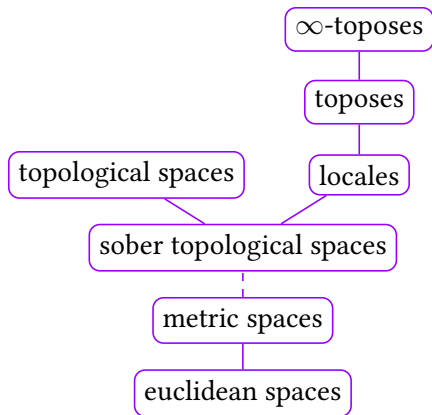 ∞-toposes
toposes
topological spaces
locales
sober topological spaces
metric spaces
euclidean spaces